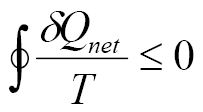 ∮ δQ_net / T ≤ 0